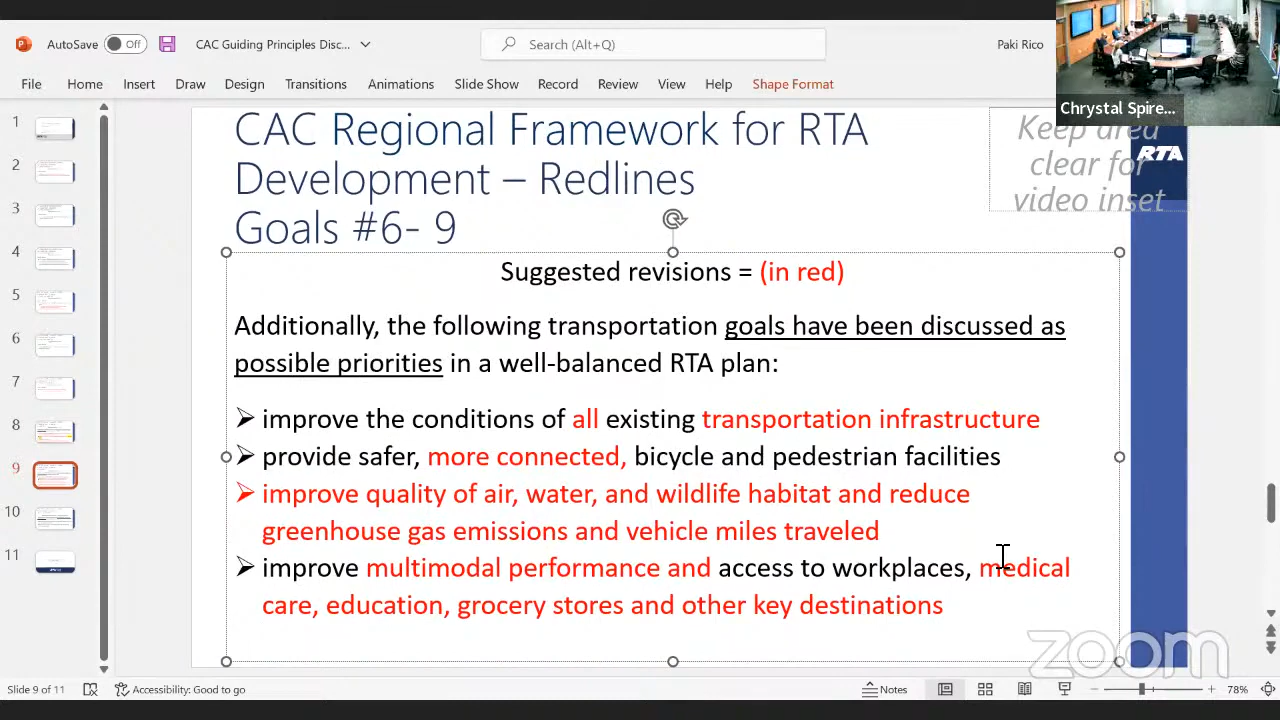 AutoSave Off CAC Guiding Principles Disc... Search (Alt+Q) Paki Rico
File Home Insert Draw Design Transitions Animations Slide Show Record Review View Help Shape Format
Chrystal Spire...
CAC Regional Framework for RTA
Development – Redlines
Goals #6- 9
Keep area
clear for
video inset
RTA
Suggested revisions = (in red)
Additionally, the following transportation goals have been discussed as
possible priorities in a well-balanced RTA plan:
improve the conditions of all existing transportation infrastructure
provide safer, more connected, bicycle and pedestrian facilities
improve quality of air, water, and wildlife habitat and reduce
greenhouse gas emissions and vehicle miles traveled
improve multimodal performance and access to workplaces, medical
care, education, grocery stores and other key destinations
1
2
3
4
5
6
7
8
9
10
11
zoom
Slide 9 of 11 Accessibility: Good to go Notes 78%